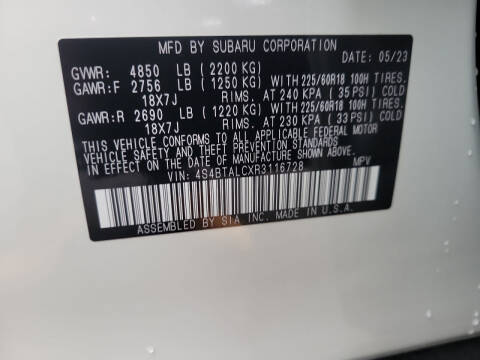 MFD BY SUBARU CORPORATION
DATE: 05/23
GVWR: 4850 LB (2200 KG)
GAWR:F 2756 LB (1250 KG) WITH 225/60R18 100H TIRES.
18X7J RIMS. AT 240 KPA (35 PSI) COLD
GAWR:R 2690 LB (1220 KG) WITH 225/60R18 100H TIRES.
18X7J RIMS. AT 230 KPA (33 PSI) COLD
THIS VEHICLE CONFORMS TO ALL APPLICABLE FEDERAL MOTOR
VEHICLE SAFETY, BUMPER, AND THEFT PREVENTION STANDARDS
IN EFFECT ON THE DATE OF MANUFACTURE SHOWN ABOVE.
VIN: 4S4BTALCXR3116728 MPV
ASSEMBLED BY SIA INC. MADE IN U.S.A.